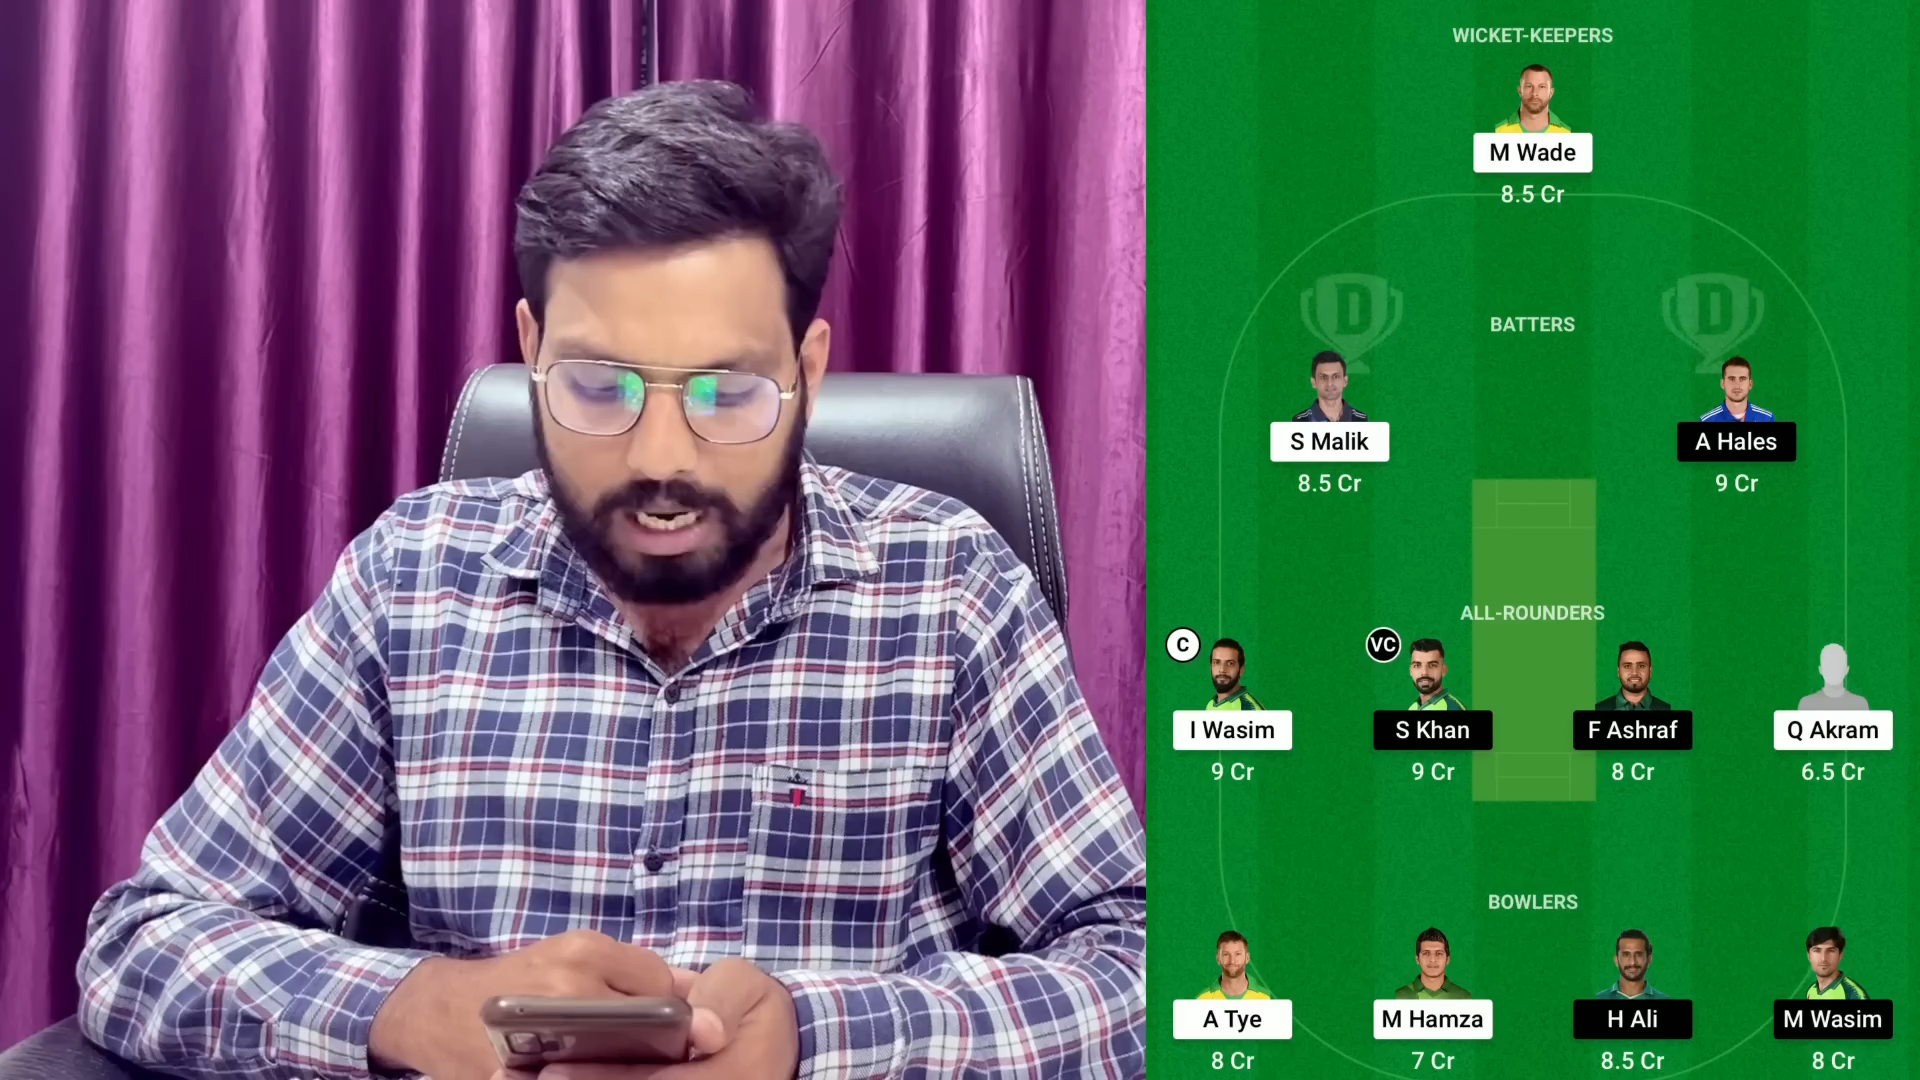 WICKET-KEEPERS
M Wade
8.5 Cr
D D
BATTERS
S Malik A Hales
8.5 Cr 9 Cr
ALL-ROUNDERS
C VC
I Wasim S Khan F Ashraf Q Akram
9 Cr 9 Cr 8 Cr 6.5 Cr
BOWLERS
A Tye M Hamza H Ali M Wasim
8 Cr 7 Cr 8.5 Cr 8 Cr